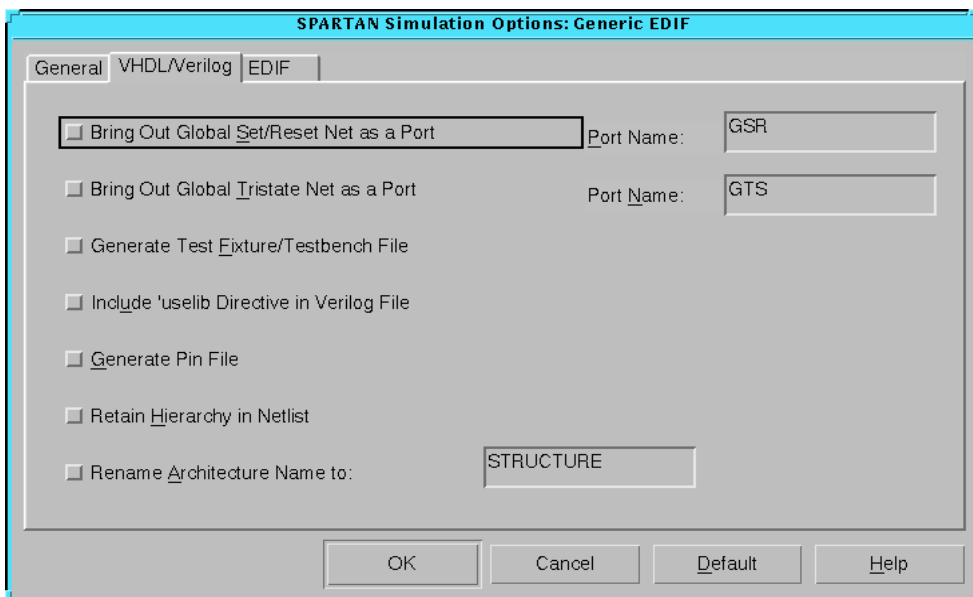 SPARTAN Simulation Options: Generic EDIF
General VHDL/Verilog EDIF
Bring Out Global Set/Reset Net as a Port Port Name: GSR
Bring Out Global Tristate Net as a Port Port Name: GTS
Generate Test Fixture/Testbench File
Include 'uselib Directive in Verilog File
Generate Pin File
Retain Hierarchy in Netlist
Rename Architecture Name to: STRUCTURE
OK Cancel Default Help